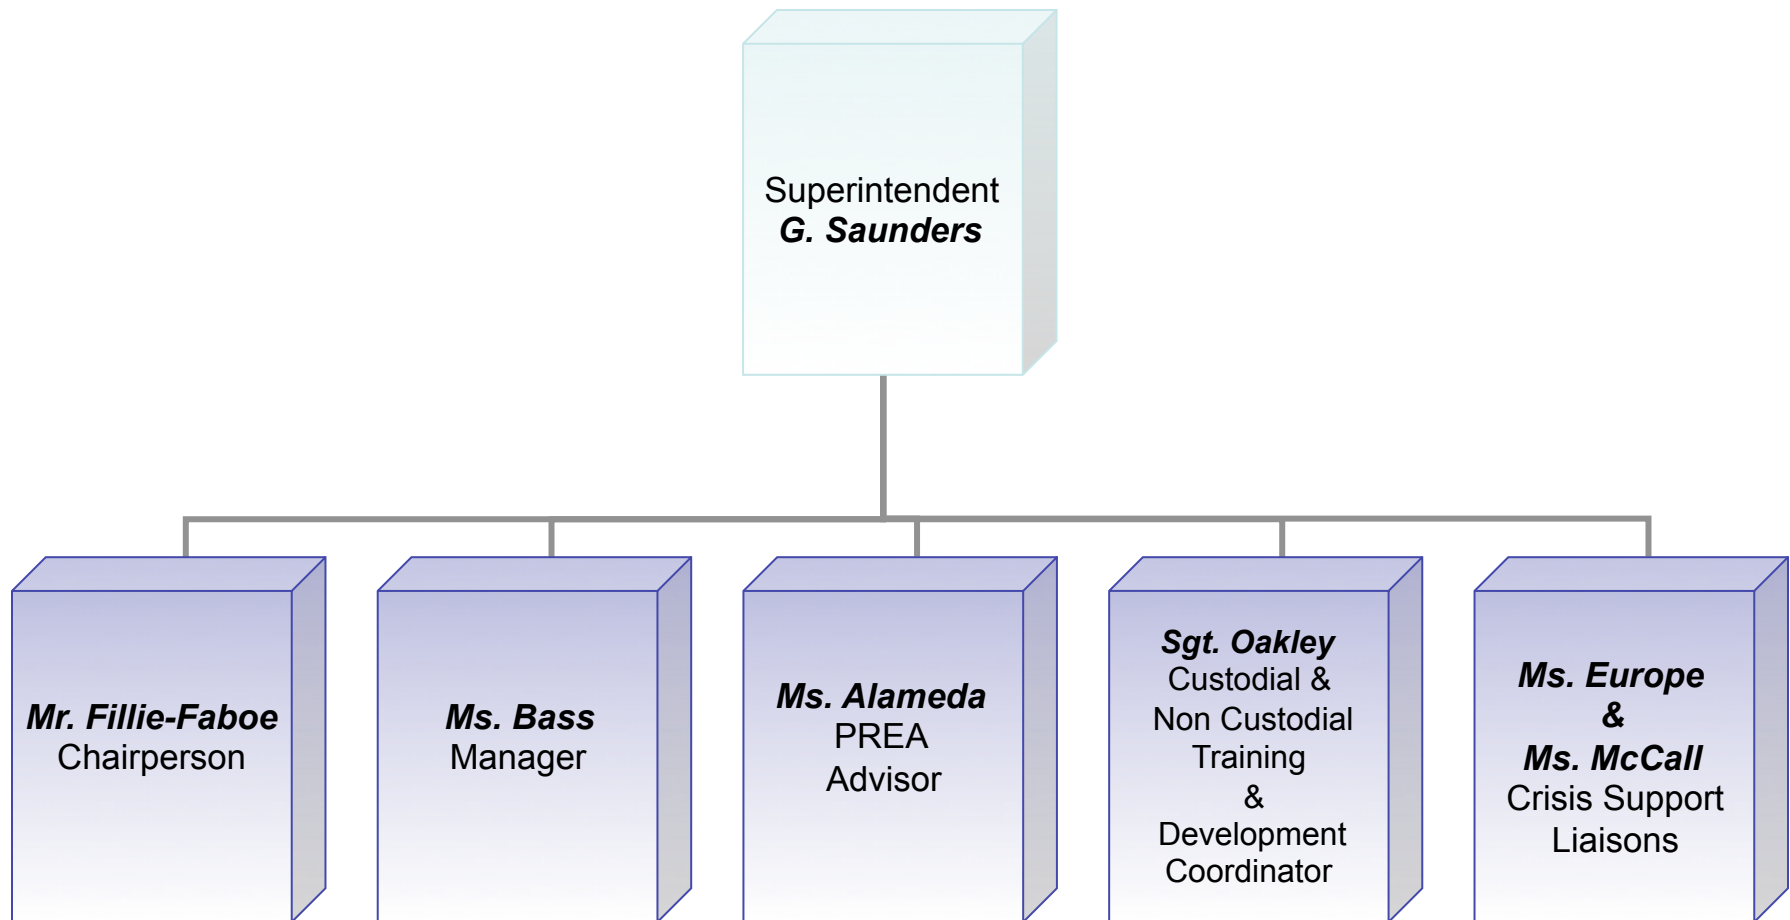 Superintendent
G. Saunders
Mr. Fillie-Faboe
Chairperson
Ms. Bass
Manager
Ms. Alameda
PREA
Advisor
Sgt. Oakley
Custodial &
Non Custodial
Training
&
Development
Coordinator
Ms. Europe
&
Ms. McCall
Crisis Support
Liaisons